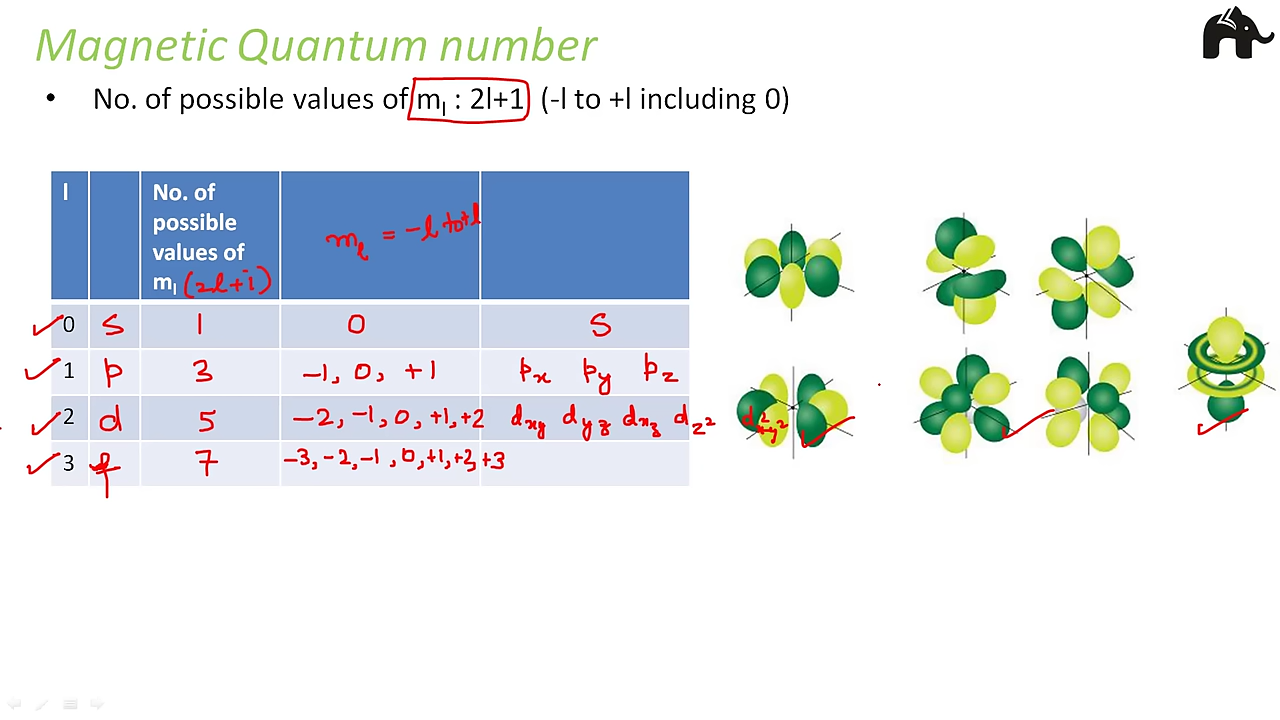 Magnetic Quantum number
• No. of possible values of ml : 2l+1 (-l to +l including 0)
l No. of possible values of ml (2l+1) ml = -l to +l
0 s 1 0 S
1 p 3 -1, 0, +1 px py pz
2 d 5 -2, -1, 0, +1, +2 dxy dyz dxz dz² dx²-y²
3 f 7 -3, -2, -1, 0, +1, +2, +3